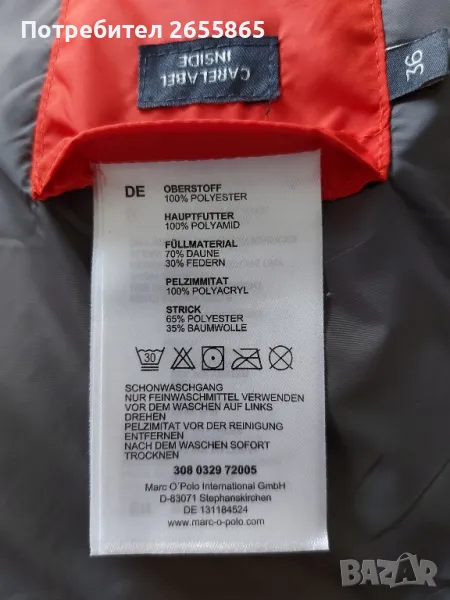 Потребител 2655865
CARELABEL
INSIDE
36
DE
OBERSTOFF
100% POLYESTER
HAUPTFUTTER
100% POLYAMID
FÜLLMATERIAL
70% DAUNE
30% FEDERN
PELZIMITAT
100% POLYACRYL
STRICK
65% POLYESTER
35% BAUMWOLLE
30
SCHONWASCHGANG
NUR FEINWASCHMITTEL VERWENDEN
VOR DEM WASCHEN AUF LINKS
DREHEN
PELZIMITAT VOR DER REINIGUNG
ENTFERNEN
NACH DEM WASCHEN SOFORT
TROCKNEN
308 0329 72005
Marc O´Polo International GmbH
D-83071 Stephanskirchen
DE 131184524
www.marc-o-polo.com
BAZAR